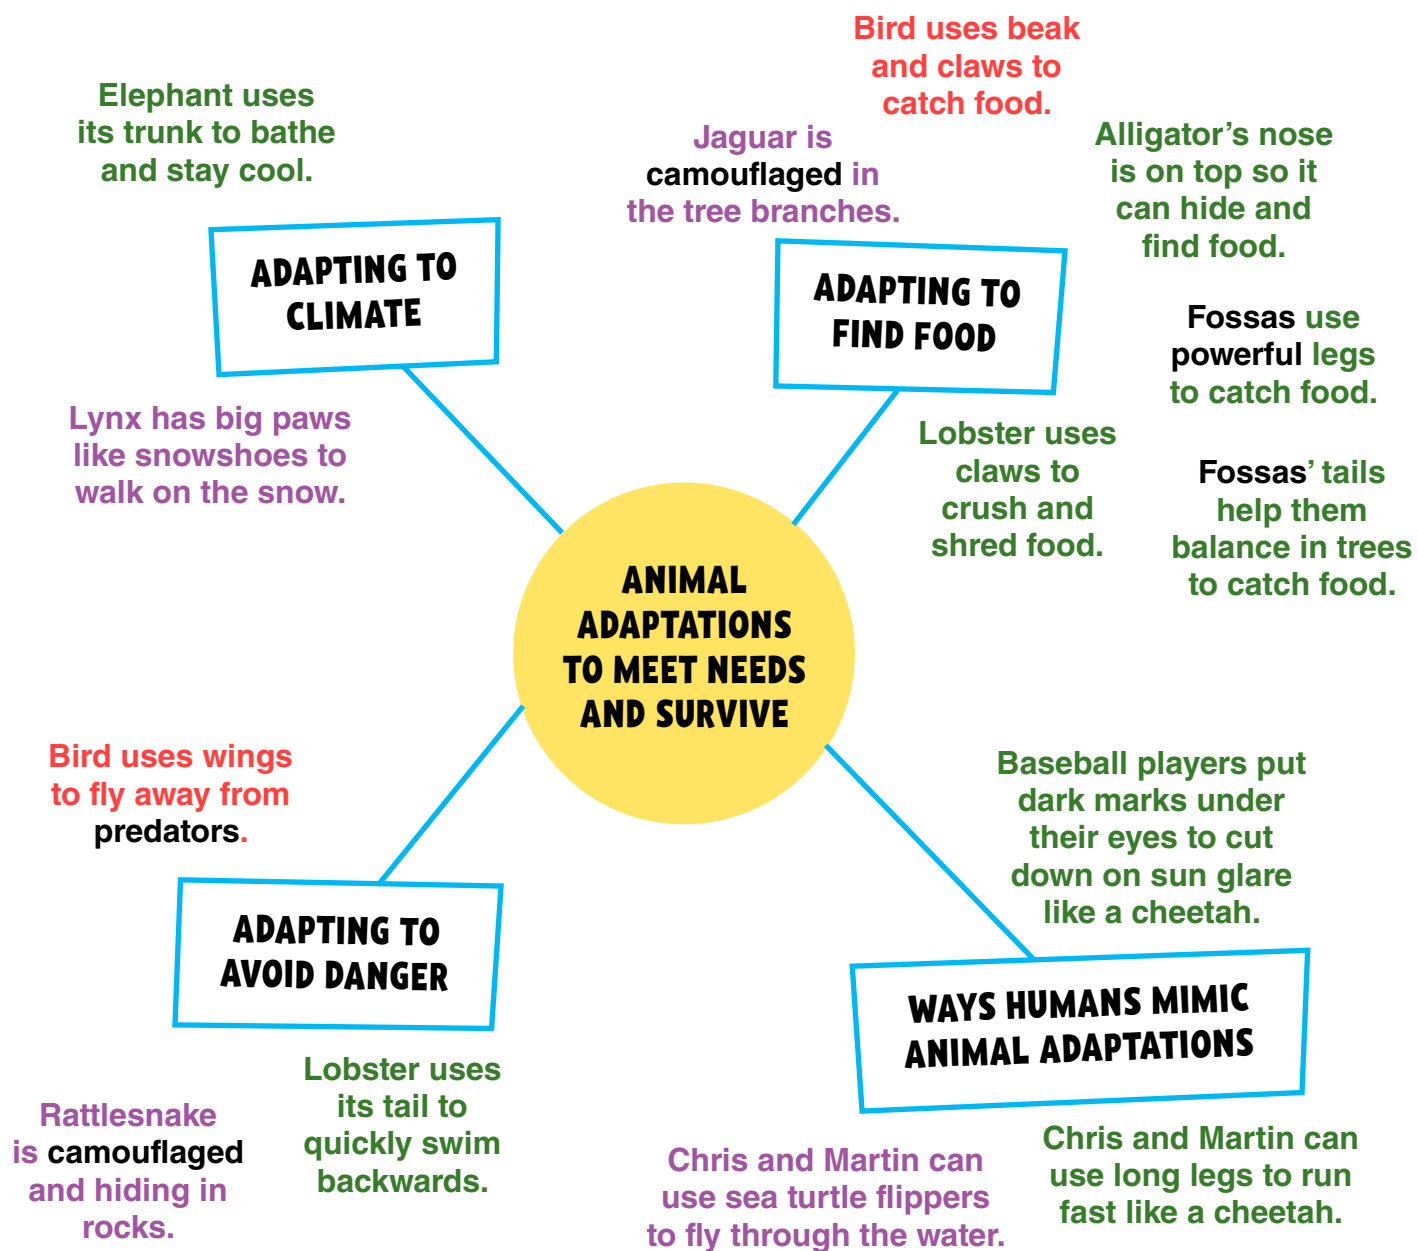 Bird uses beak
and claws to
catch food.
Elephant uses
its trunk to bathe
and stay cool.
Jaguar is
camouflaged in
the tree branches.
Alligator’s nose
is on top so it
can hide and
find food.
ADAPTING TO
CLIMATE
ADAPTING TO
FIND FOOD
Fossas use
powerful legs
to catch food.
Lynx has big paws
like snowshoes to
walk on the snow.
Lobster uses
claws to
crush and
shred food.
Fossas’ tails
help them
balance in trees
to catch food.
ANIMAL
ADAPTATIONS
TO MEET NEEDS
AND SURVIVE
Bird uses wings
to fly away from
predators.
Baseball players put
dark marks under
their eyes to cut
down on sun glare
like a cheetah.
ADAPTING TO
AVOID DANGER
WAYS HUMANS MIMIC
ANIMAL ADAPTATIONS
Lobster uses
its tail to
quickly swim
backwards.
Rattlesnake
is camouflaged
and hiding in
rocks.
Chris and Martin can
use sea turtle flippers
to fly through the water.
Chris and Martin can
use long legs to run
fast like a cheetah.